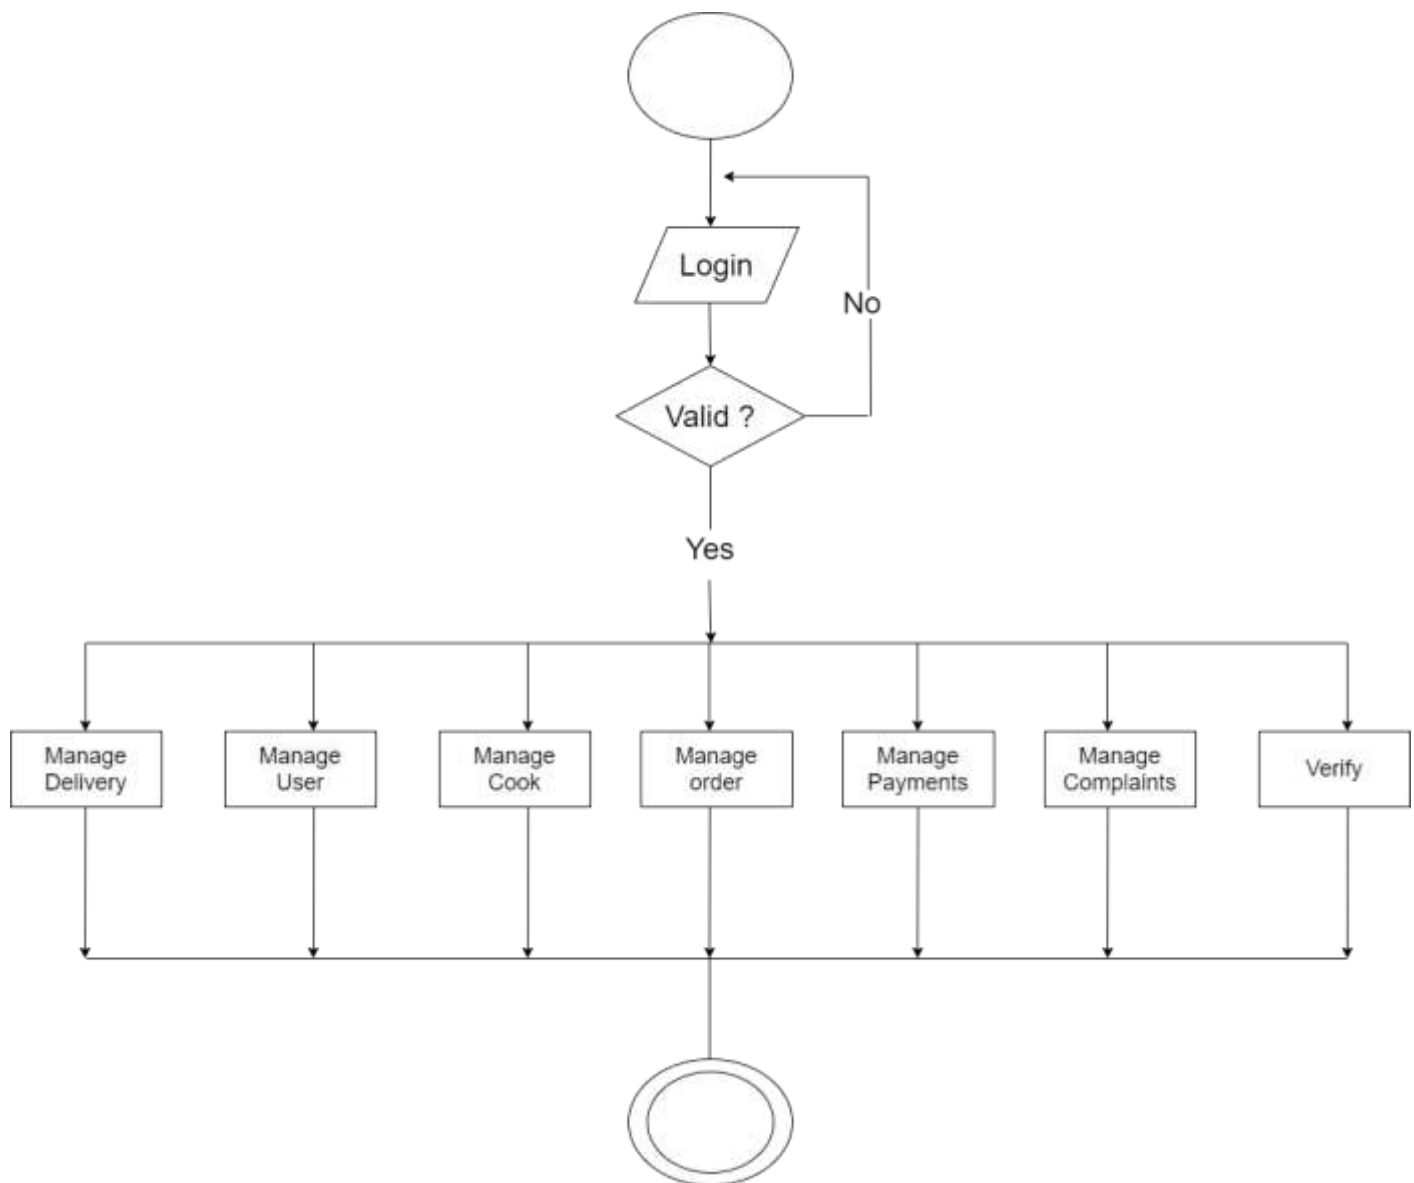 Login
No
Valid ?
Yes
Manage
Delivery
Manage
User
Manage
Cook
Manage
order
Manage
Payments
Manage
Complaints
Verify